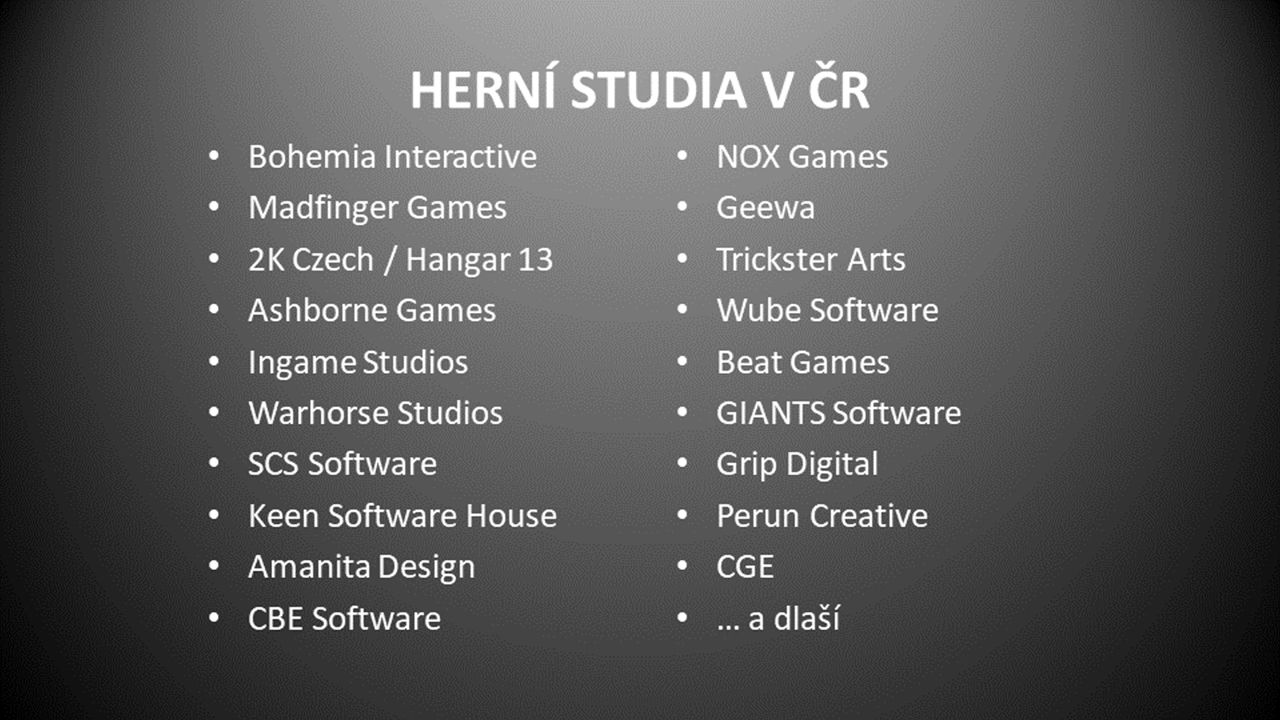 HERNÍ STUDIA V ČR
• Bohemia Interactive
• Madfinger Games
• 2K Czech / Hangar 13
• Ashborne Games
• Ingame Studios
• Warhorse Studios
• SCS Software
• Keen Software House
• Amanita Design
• CBE Software
• NOX Games
• Geewa
• Trickster Arts
• Wube Software
• Beat Games
• GIANTS Software
• Grip Digital
• Perun Creative
• CGE
• … a dlaší